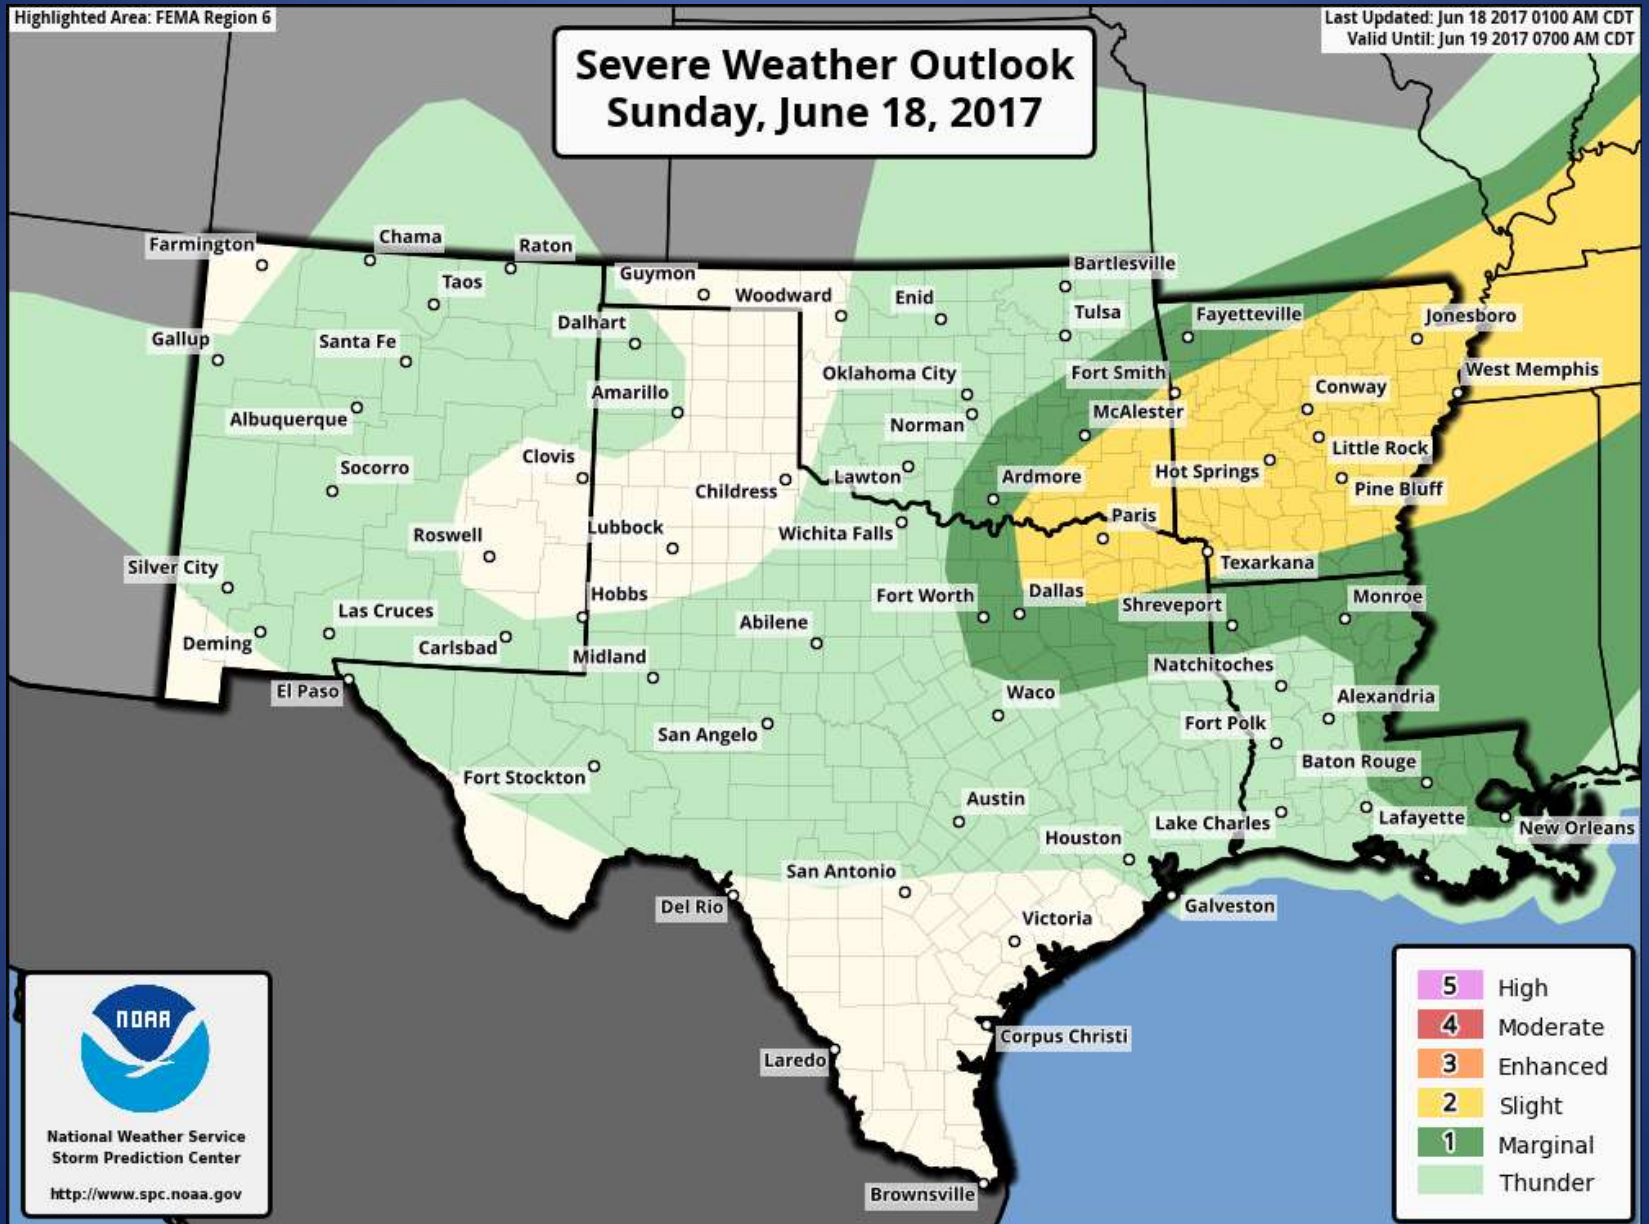 Highlighted Area: FEMA Region 6
Last Updated: Jun 18 2017 0100 AM CDT
Valid Until: Jun 19 2017 0700 AM CDT
Severe Weather Outlook
Sunday, June 18, 2017
Farmington
Chama
Raton
Taos
Guymon
Woodward
Enid
Bartlesville
Tulsa
Fayetteville
Jonesboro
Gallup
Santa Fe
Dalhart
Oklahoma City
Fort Smith
West Memphis
Albuquerque
Amarillo
Norman
McAlester
Conway
Little Rock
Socorro
Clovis
Childress
Lawton
Ardmore
Hot Springs
Pine Bluff
Roswell
Lubbock
Wichita Falls
Paris
Texarkana
Silver City
Las Cruces
Hobbs
Fort Worth
Dallas
Shreveport
Monroe
Deming
Carlsbad
Midland
Abilene
Natchitoches
El Paso
Waco
Alexandria
San Angelo
Fort Polk
Fort Stockton
Baton Rouge
Austin
Houston
Lake Charles
Lafayette
New Orleans
San Antonio
Del Rio
Victoria
Galveston
Corpus Christi
Laredo
Brownsville
NOAA
National Weather Service
Storm Prediction Center
http://www.spc.noaa.gov
5 High
4 Moderate
3 Enhanced
2 Slight
1 Marginal
Thunder